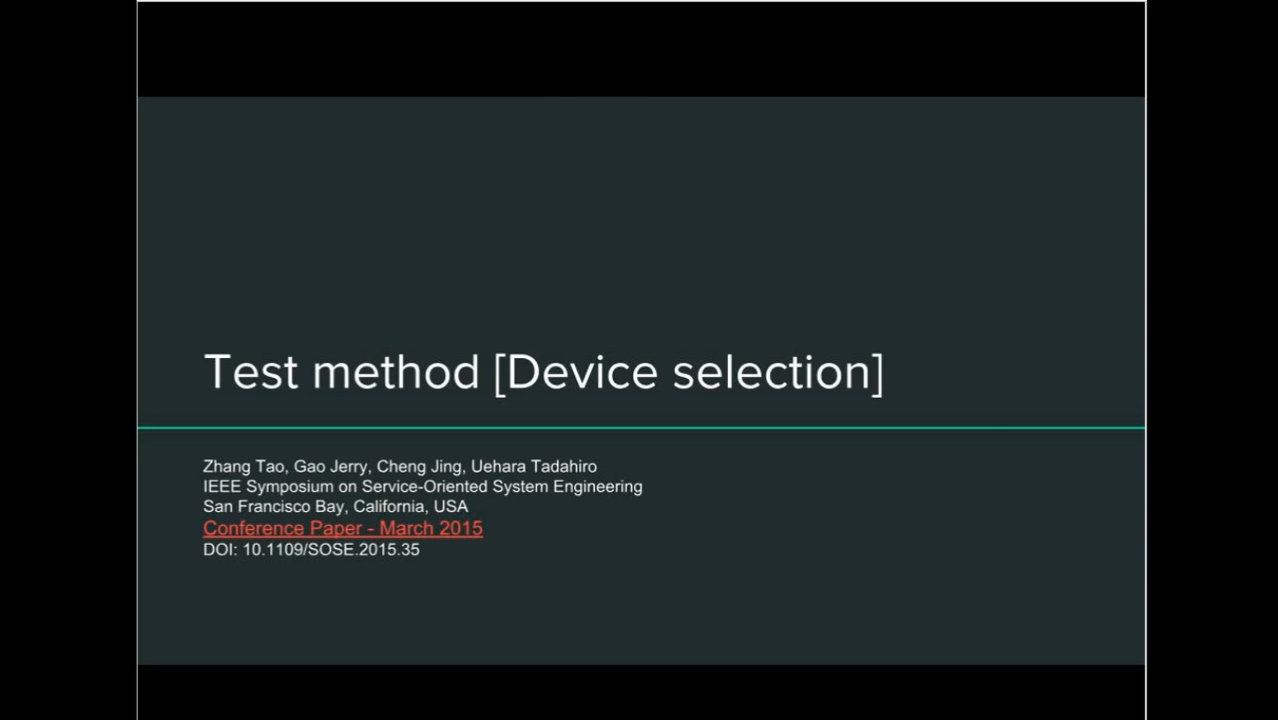 Test method [Device selection]
Zhang Tao, Gao Jerry, Cheng Jing, Uehara Tadahiro
IEEE Symposium on Service-Oriented System Engineering
San Francisco Bay, California, USA
Conference Paper - March 2015
DOI: 10.1109/SOSE.2015.35